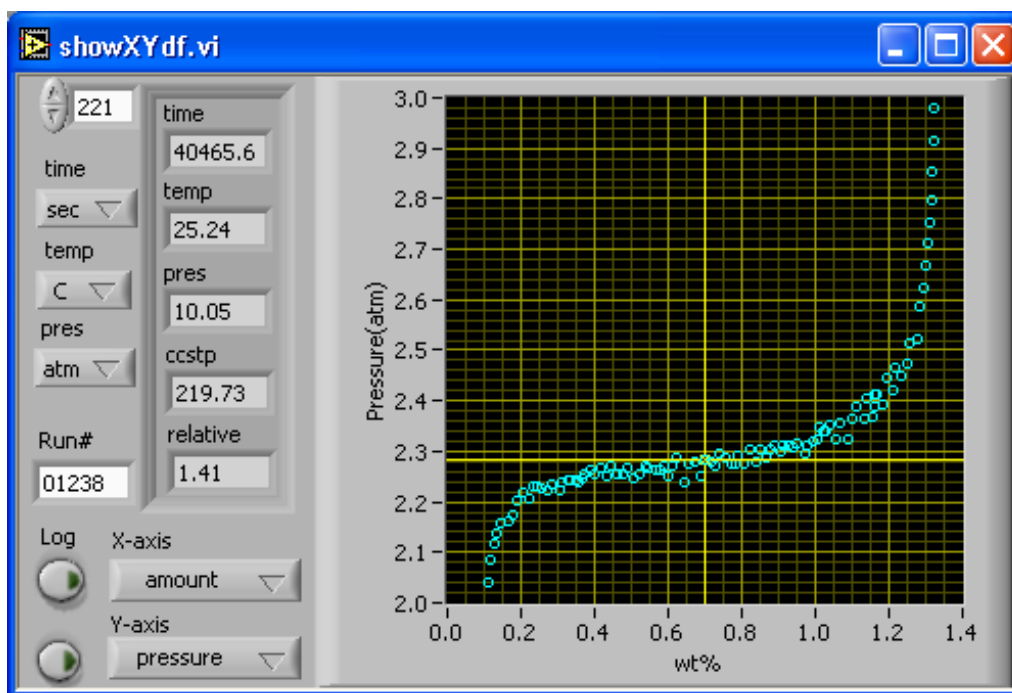 showXYdf.vi
221
time
sec
temp
C
pres
atm
Run#
01238
time
40465.6
temp
25.24
pres
10.05
ccstp
219.73
relative
1.41
Log
X-axis
amount
Y-axis
pressure
Pressure(atm)
3.0
2.9
2.8
2.7
2.6
2.5
2.4
2.3
2.2
2.1
2.0
0.0 0.2 0.4 0.6 0.8 1.0 1.2 1.4
wt%